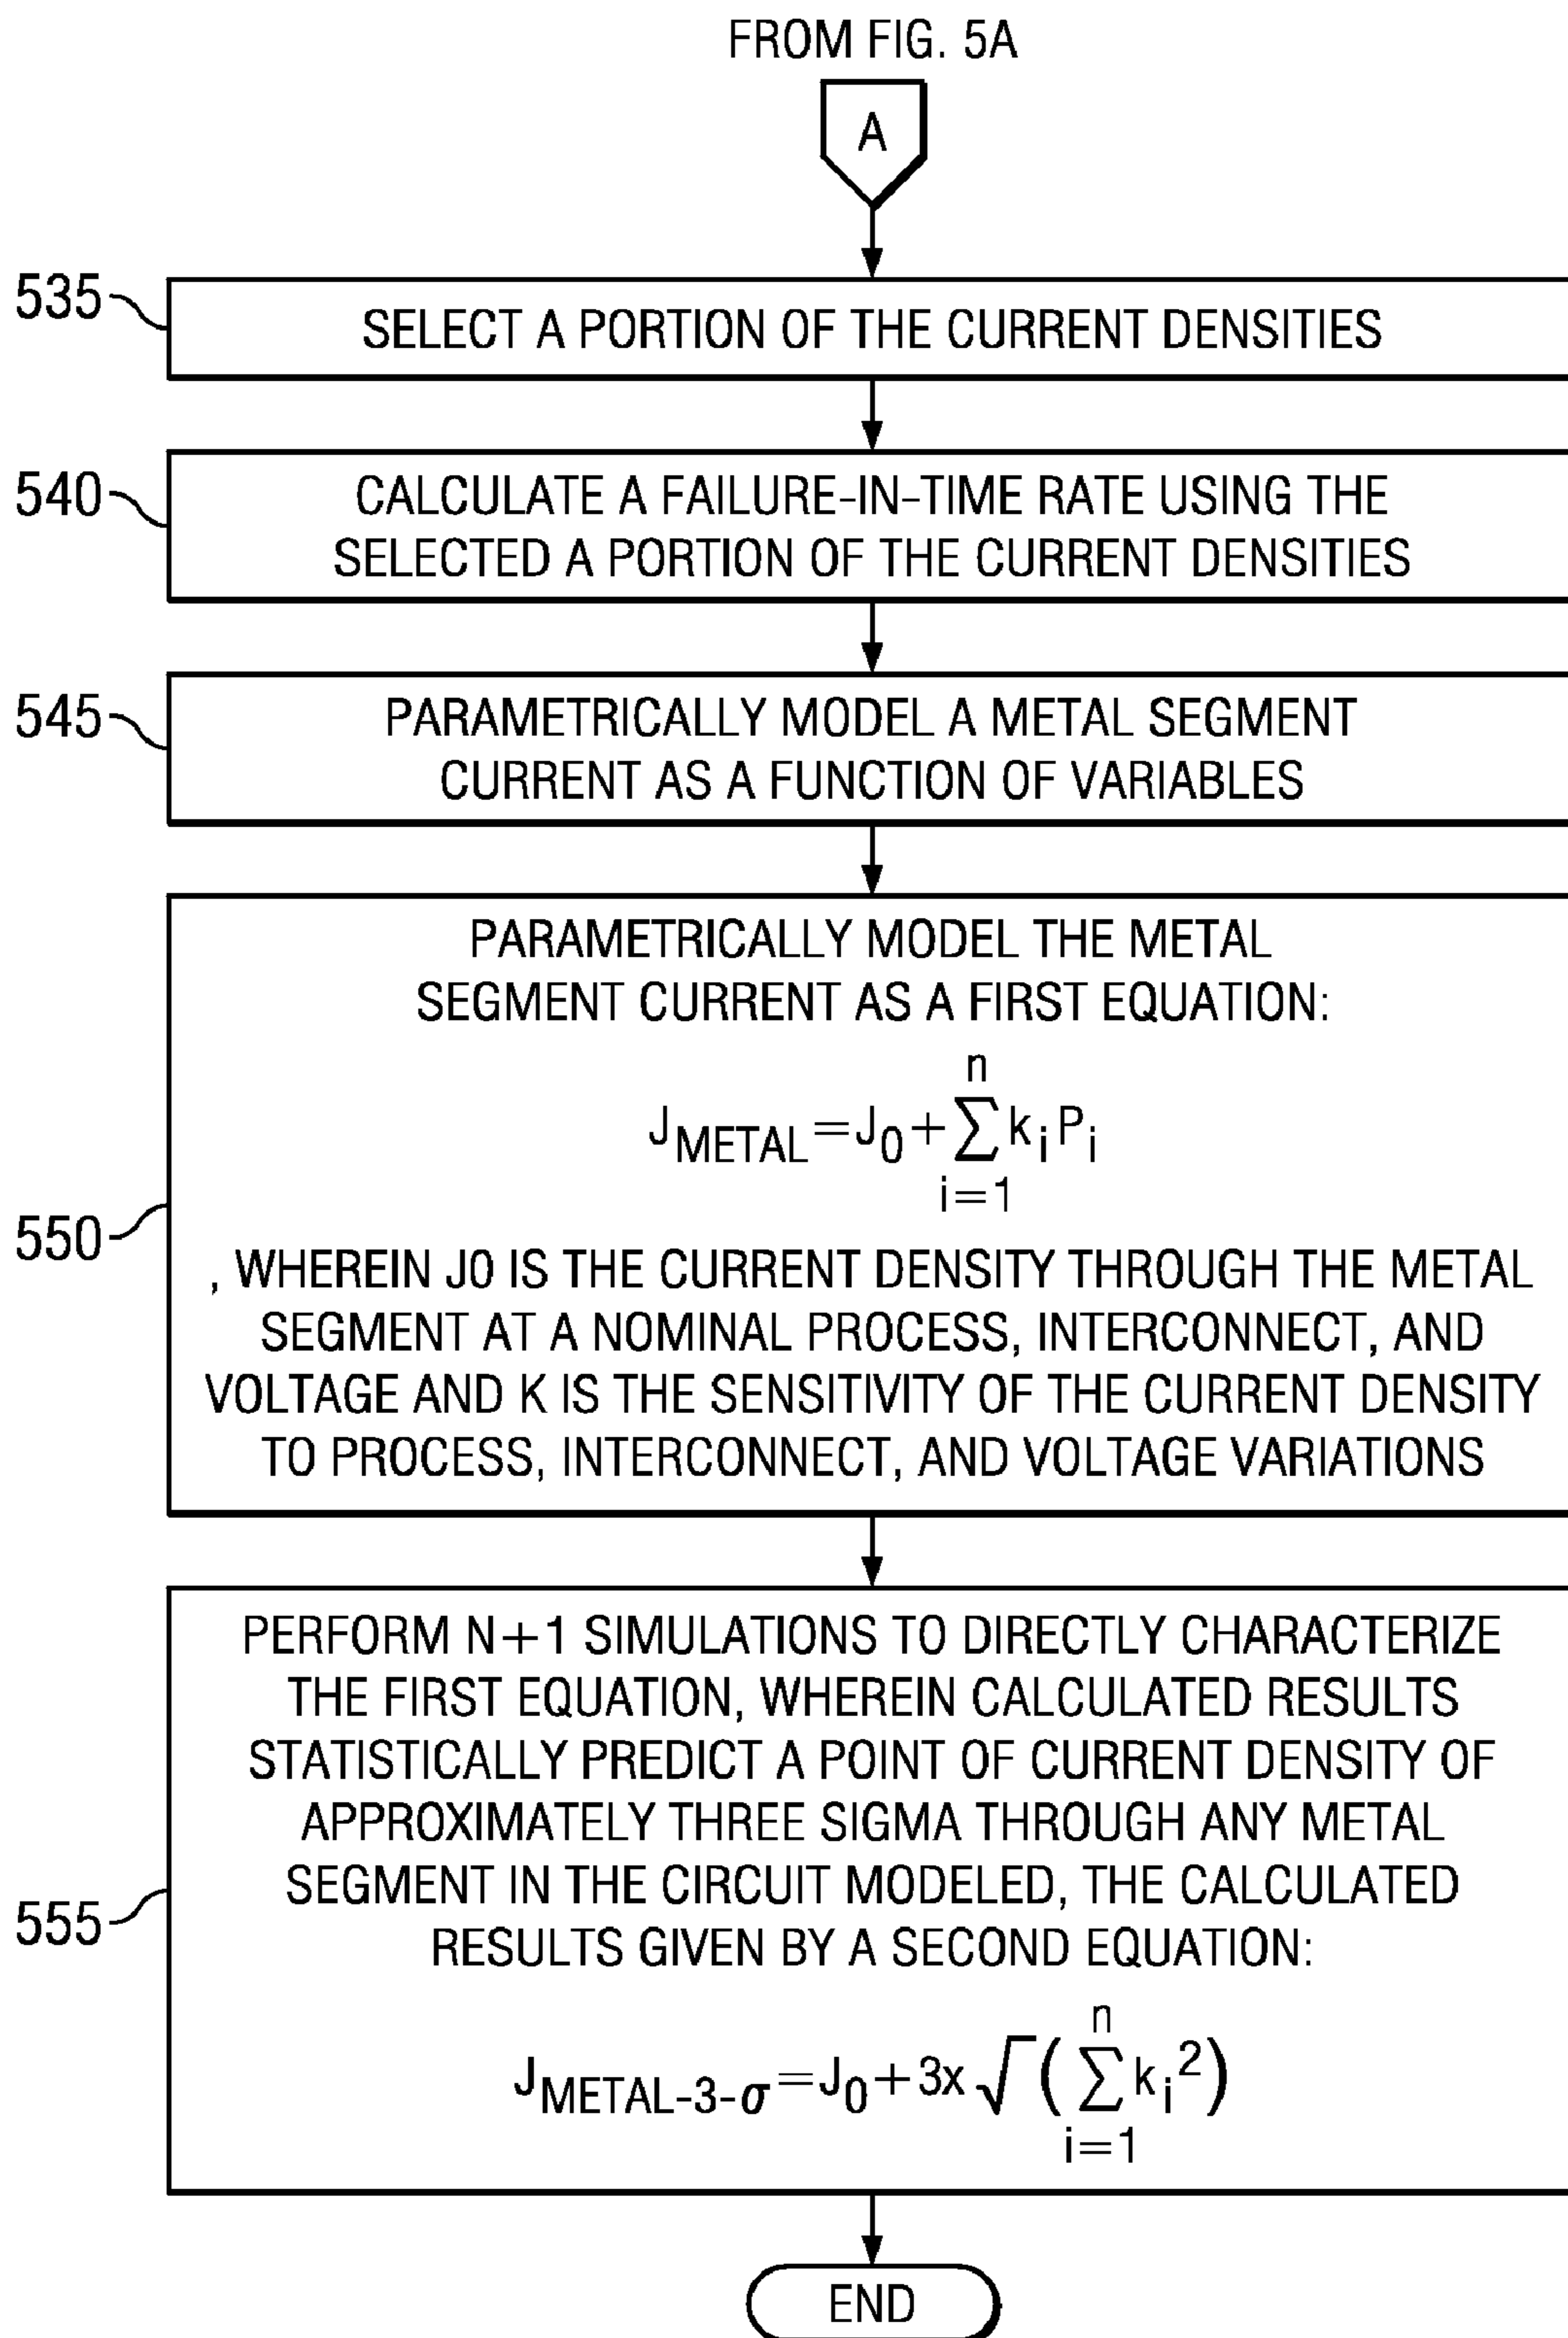 FROM FIG. 5A
A
535
SELECT A PORTION OF THE CURRENT DENSITIES
540
CALCULATE A FAILURE-IN-TIME RATE USING THE
SELECTED A PORTION OF THE CURRENT DENSITIES
545
PARAMETRICALLY MODEL A METAL SEGMENT
CURRENT AS A FUNCTION OF VARIABLES
550
PARAMETRICALLY MODEL THE METAL
SEGMENT CURRENT AS A FIRST EQUATION:
n
J_METAL = J_0 + ∑ k_i P_i
i=1
, WHEREIN J0 IS THE CURRENT DENSITY THROUGH THE METAL
SEGMENT AT A NOMINAL PROCESS, INTERCONNECT, AND
VOLTAGE AND K IS THE SENSITIVITY OF THE CURRENT DENSITY
TO PROCESS, INTERCONNECT, AND VOLTAGE VARIATIONS
555
PERFORM N+1 SIMULATIONS TO DIRECTLY CHARACTERIZE
THE FIRST EQUATION, WHEREIN CALCULATED RESULTS
STATISTICALLY PREDICT A POINT OF CURRENT DENSITY OF
APPROXIMATELY THREE SIGMA THROUGH ANY METAL
SEGMENT IN THE CIRCUIT MODELED, THE CALCULATED
RESULTS GIVEN BY A SECOND EQUATION:
n
J_METAL-3-σ = J_0 + 3x √(∑ k_i²)
i=1
END